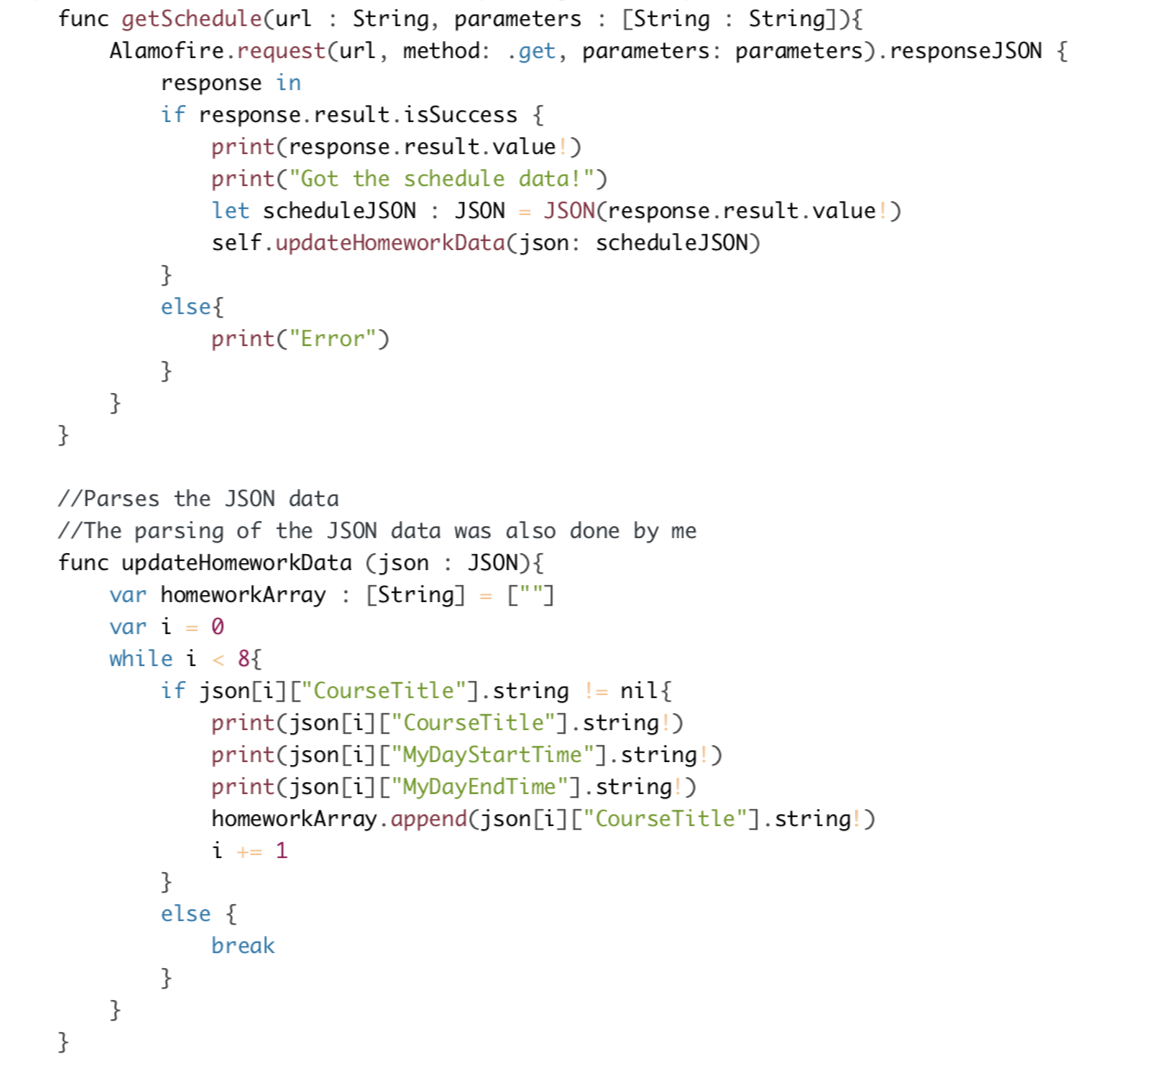 func getSchedule(url : String, parameters : [String : String]){
    Alamofire.request(url, method: .get, parameters: parameters).responseJSON {
        response in
        if response.result.isSuccess {
            print(response.result.value!)
            print("Got the schedule data!")
            let scheduleJSON : JSON = JSON(response.result.value!)
            self.updateHomeworkData(json: scheduleJSON)
        }
        else{
            print("Error")
        }
    }
}

//Parses the JSON data
//The parsing of the JSON data was also done by me
func updateHomeworkData (json : JSON){
    var homeworkArray : [String] = [""]
    var i = 0
    while i < 8{
        if json[i]["CourseTitle"].string != nil{
            print(json[i]["CourseTitle"].string!)
            print(json[i]["MyDayStartTime"].string!)
            print(json[i]["MyDayEndTime"].string!)
            homeworkArray.append(json[i]["CourseTitle"].string!)
            i += 1
        }
        else {
            break
        }
    }
}